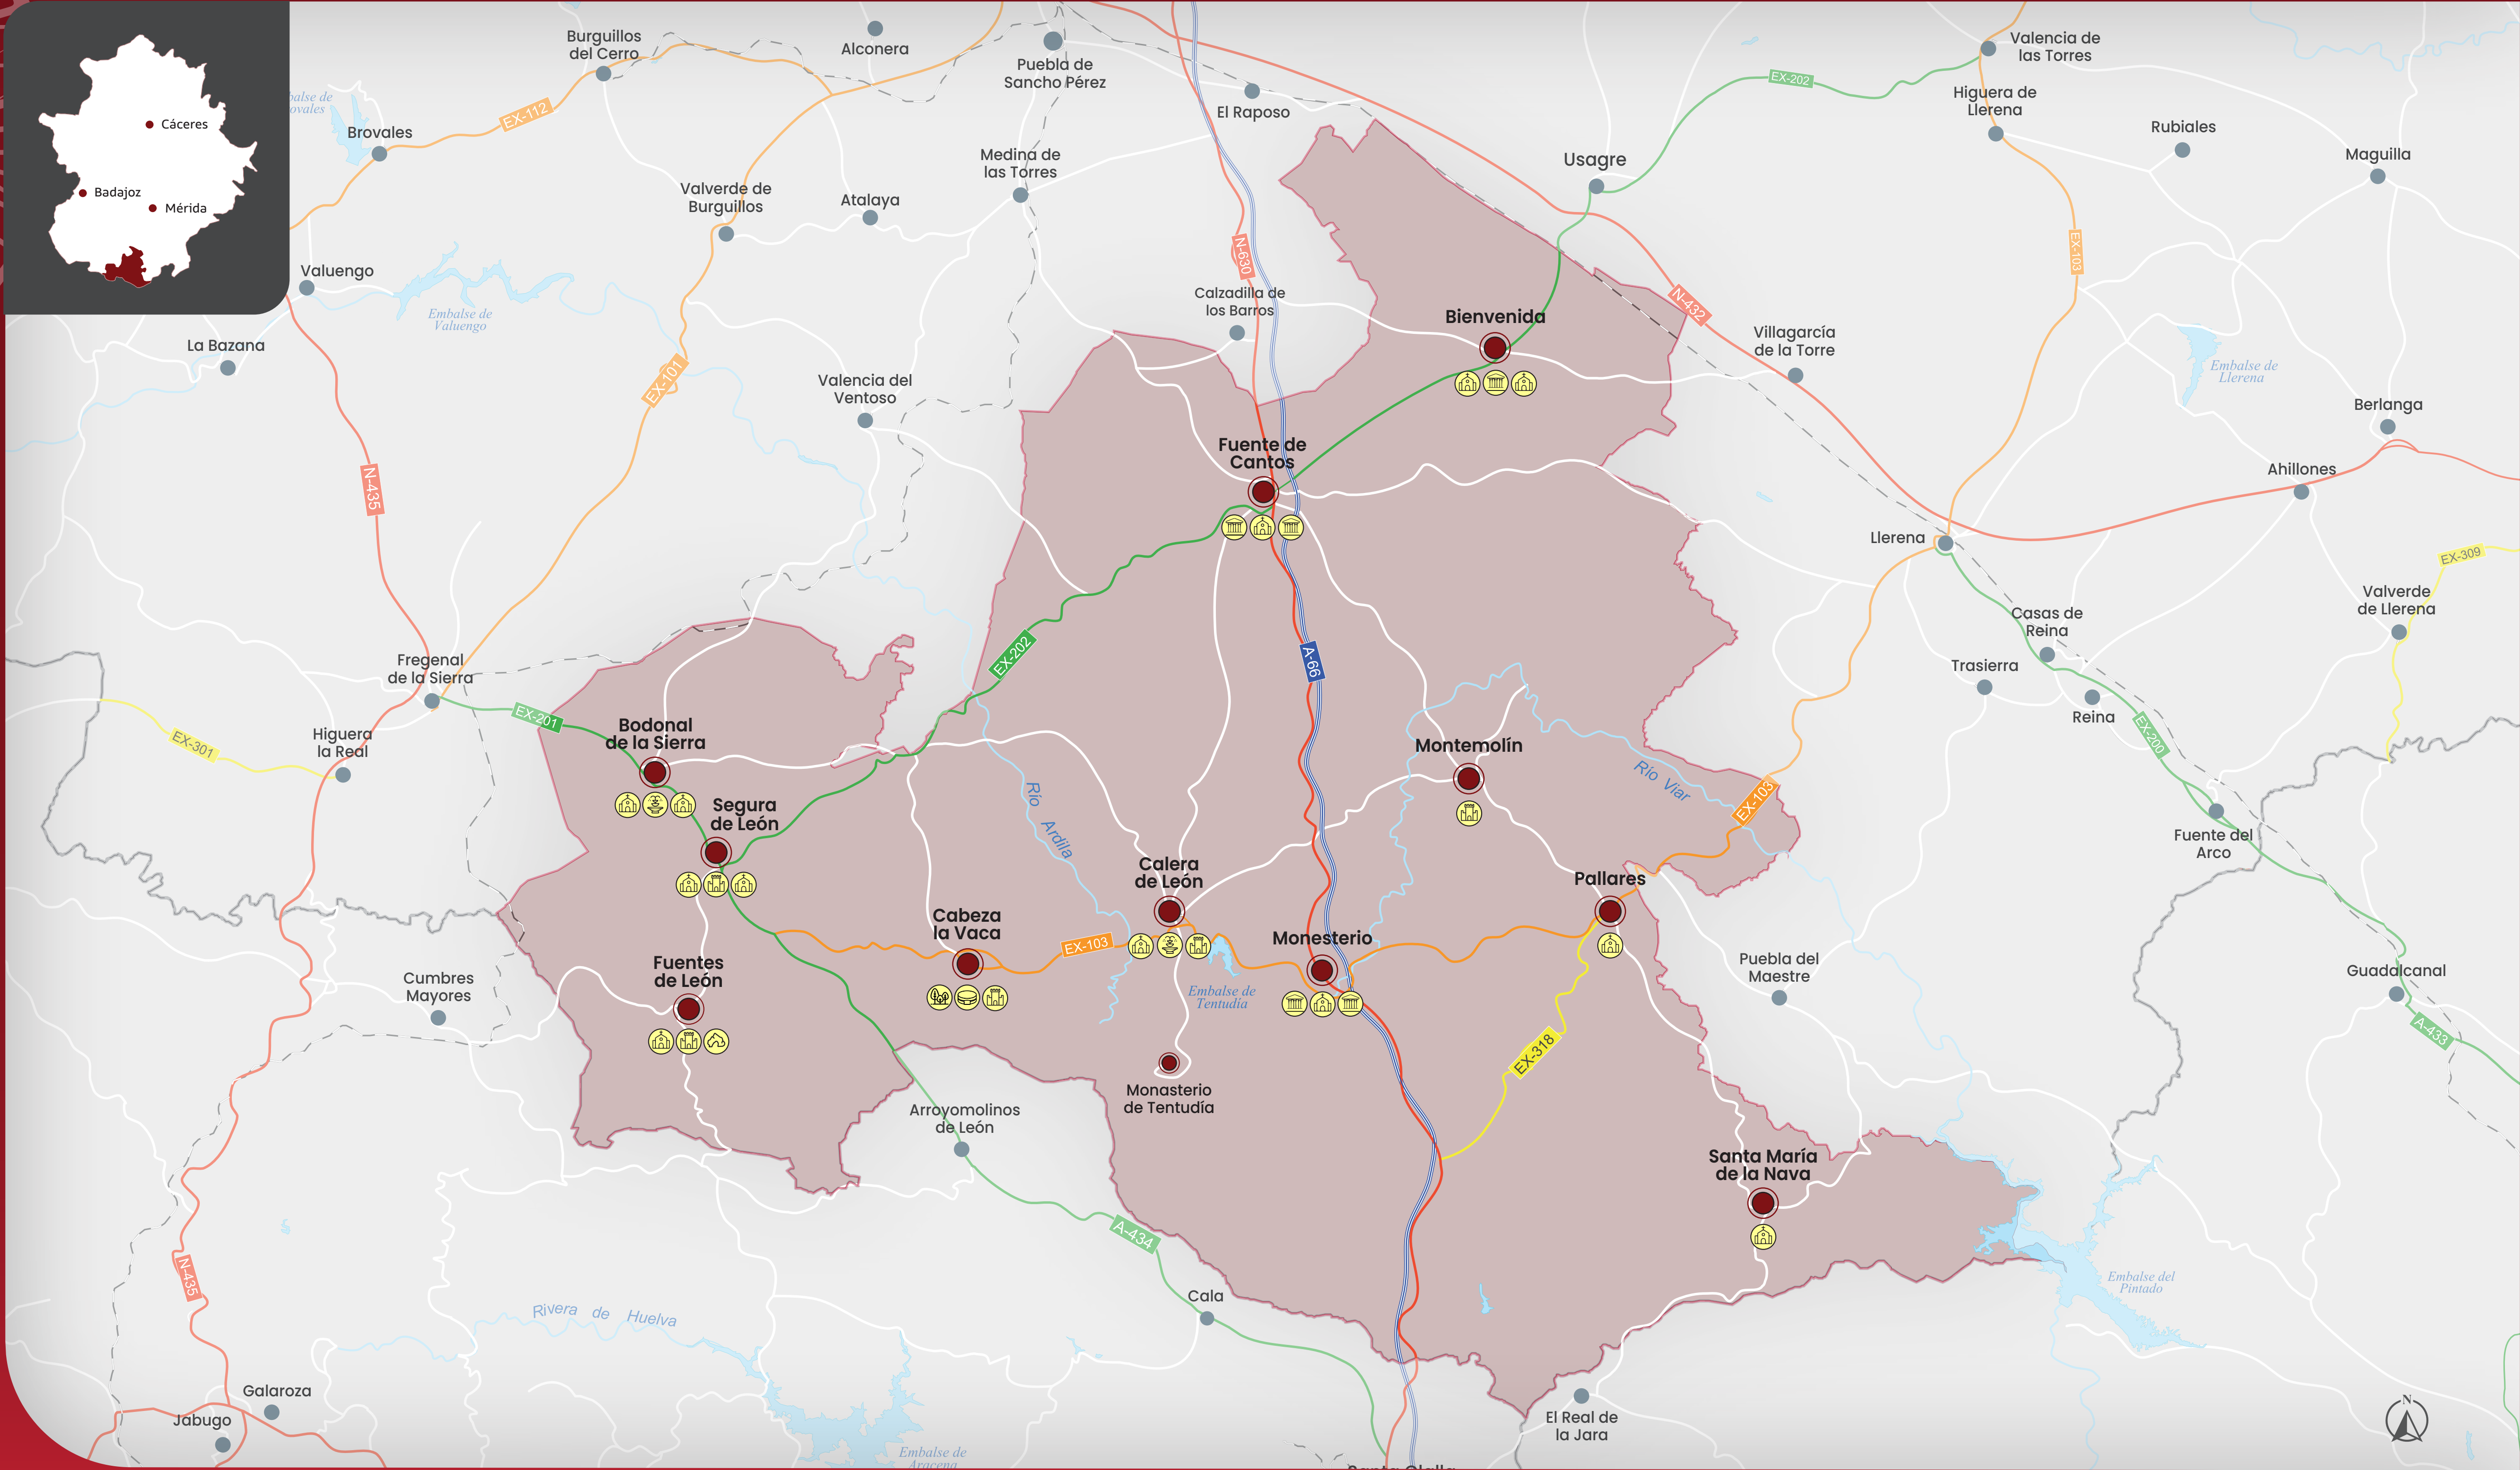 Cáceres
Badajoz
Mérida
Burguillos
del Cerro
Alconera
Puebla de
Sancho Pérez
El Raposo
Valencia de
las Torres
EX-202
Higuera de
Llerena
Rubiales
Maguilla
Brovales
EX-112
Medina de
las Torres
Usagre
Valverde de
Burguillos
Atalaya
N-630
EX-103
Valuengo
Embalse de
Valuengo
Calzadilla de
los Barros
N-432
Bienvenida
Villagarcía
de la Torre
La Bazana
EX-101
Valencia del
Ventoso
Embalse de
Llerena
Berlanga
Fuente de
Cantos
Ahillones
N-435
Llerena
EX-309
Valverde
de Llerena
Casas de
Reina
EX-202
A-66
Fregenal
de la Sierra
Trasierra
Reina
EX-201
EX-301
Higuera
la Real
Bodonal
de la Sierra
Montemolín
Río Viar
EX-200
EX-103
Segura
de León
Río
Ardila
Fuente del
Arco
Calera
de León
Pallares
Cabeza
la Vaca
EX-103
Monesterio
Fuentes
de León
Puebla del
Maestre
Guadalcanal
Cumbres
Mayores
Embalse de
Tentudía
EX-318
A-433
Monasterio
de Tentudía
Arroyomolinos
de León
Santa María
de la Nava
A-434
N-435
Cala
Embalse del
Pintado
Rivera de Huelva
Galaroza
Jabugo
El Real de
la Jara
N
Embalse de
Aracena